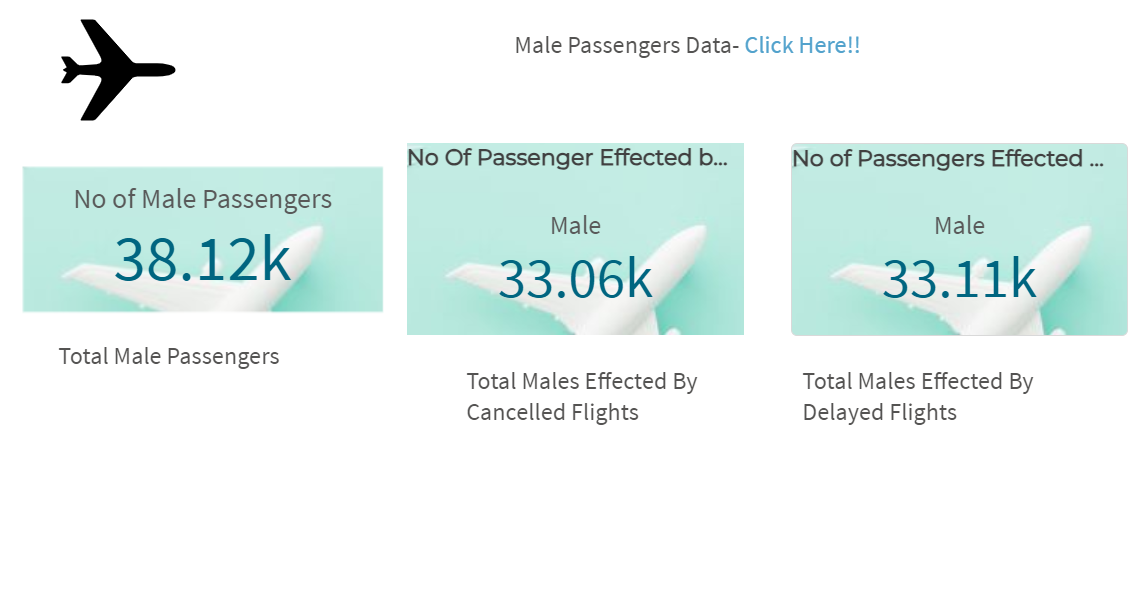 Male Passengers Data- Click Here!!
No of Male Passengers
38.12k
Total Male Passengers
No Of Passenger Effected b...
Male
33.06k
Total Males Effected By
Cancelled Flights
No of Passengers Effected ...
Male
33.11k
Total Males Effected By
Delayed Flights